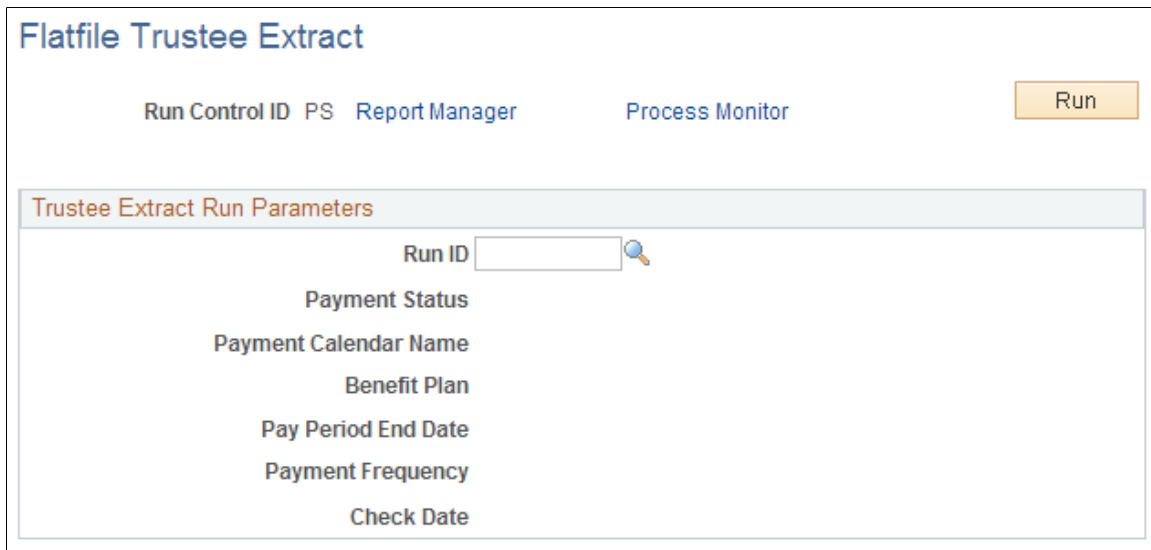 Flatfile Trustee Extract
Run Control ID PS Report Manager Process Monitor Run
Trustee Extract Run Parameters
Run ID
Payment Status
Payment Calendar Name
Benefit Plan
Pay Period End Date
Payment Frequency
Check Date